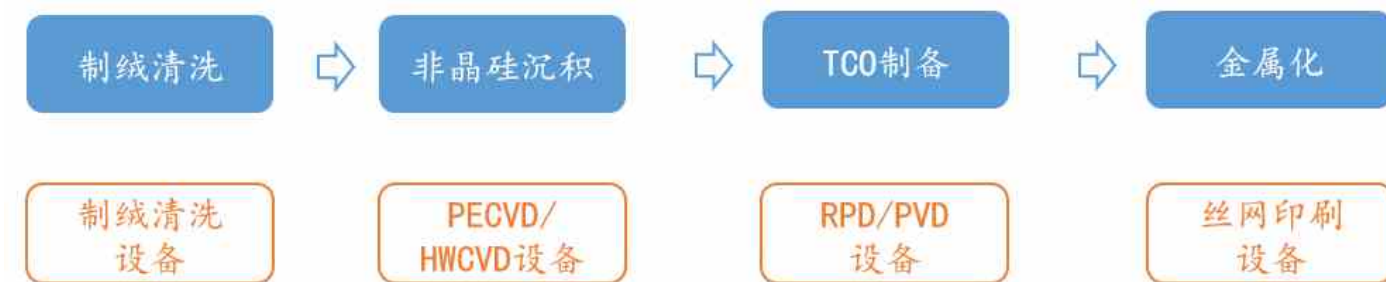 制绒清洗
非晶硅沉积
TCO制备
金属化
制绒清洗
设备
PECVD/
HWCVD设备
RPD/PVD
设备
丝网印刷
设备